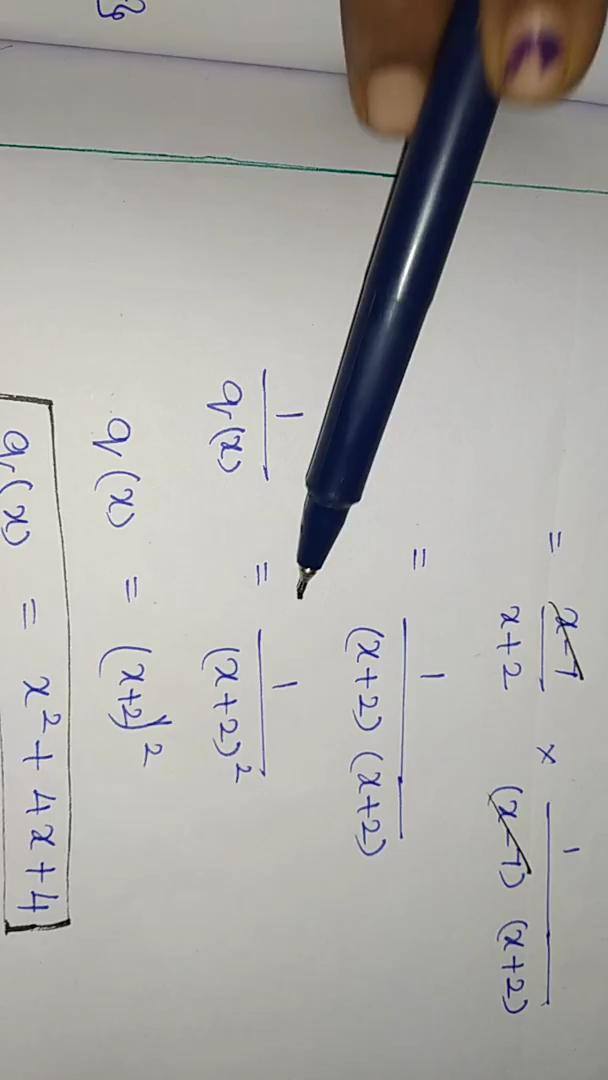 = x-1/x+2 × 1/(x-1) (x+2)
= 1/(x+2) (x+2)
1/q(x) = 1/(x+2)²
q(x) = (x+2)²
q(x) = x² + 4x + 4